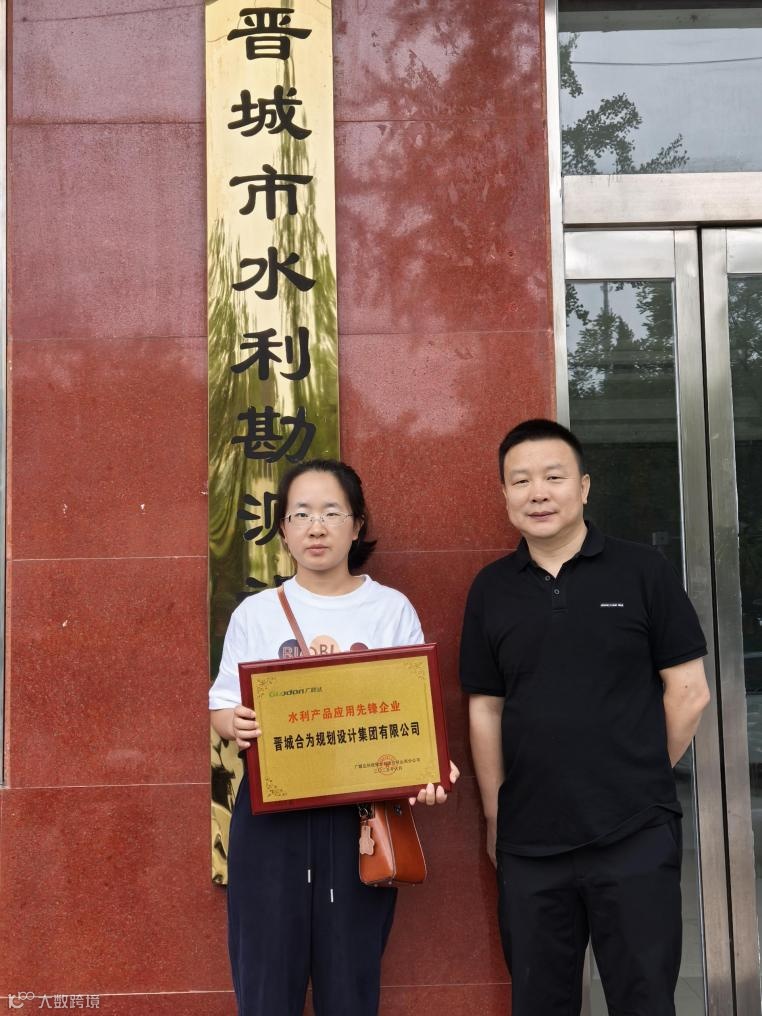 晋城市水利勘测
Glodon广联达
水利产品应用先锋企业
晋城合为规划设计集团有限公司
大数跨境